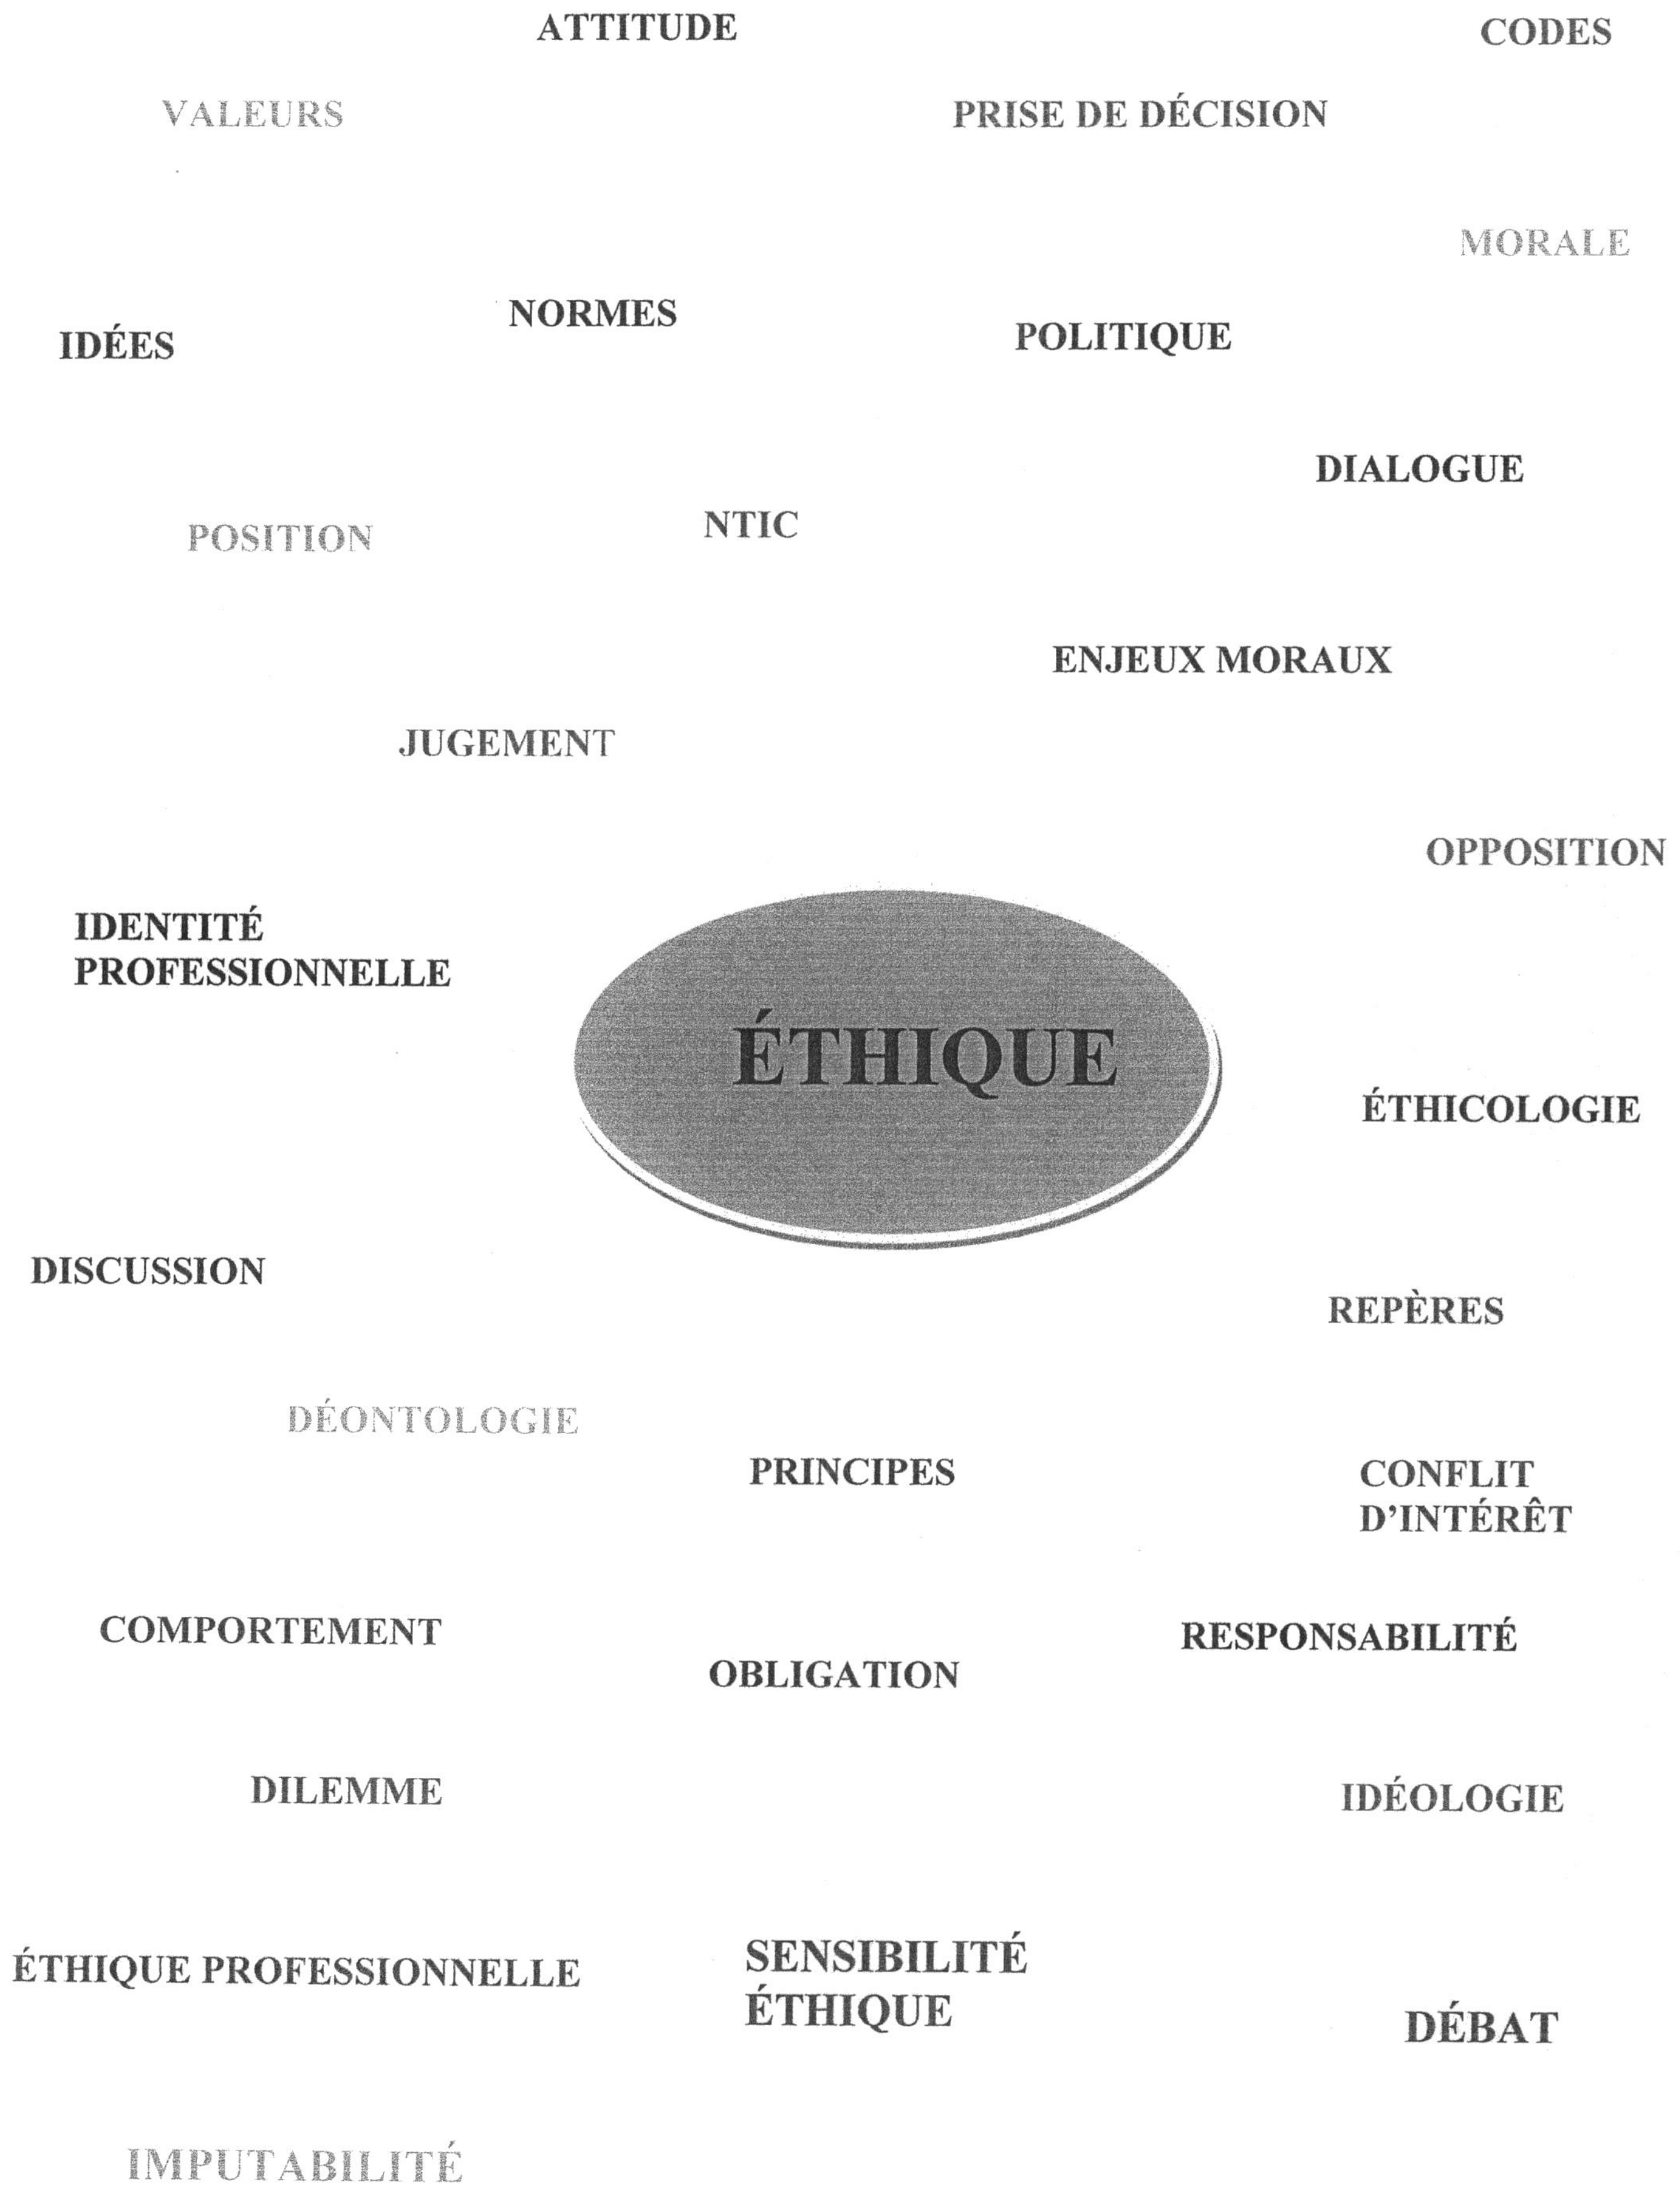 ATTITUDE
CODES
VALEURS
PRISE DE DÉCISION
MORALE
NORMES
POLITIQUE
IDÉES
DIALOGUE
NTIC
POSITION
ENJEUX MORAUX
JUGEMENT
OPPOSITION
IDENTITÉ
PROFESSIONNELLE
ÉTHIQUE
ÉTHICOLOGIE
DISCUSSION
REPÈRES
DÉONTOLOGIE
PRINCIPES
CONFLIT
D'INTÉRÊT
COMPORTEMENT
RESPONSABILITÉ
OBLIGATION
DILEMME
IDÉOLOGIE
ÉTHIQUE PROFESSIONNELLE
SENSIBILITÉ
ÉTHIQUE
DÉBAT
IMPUTABILITÉ